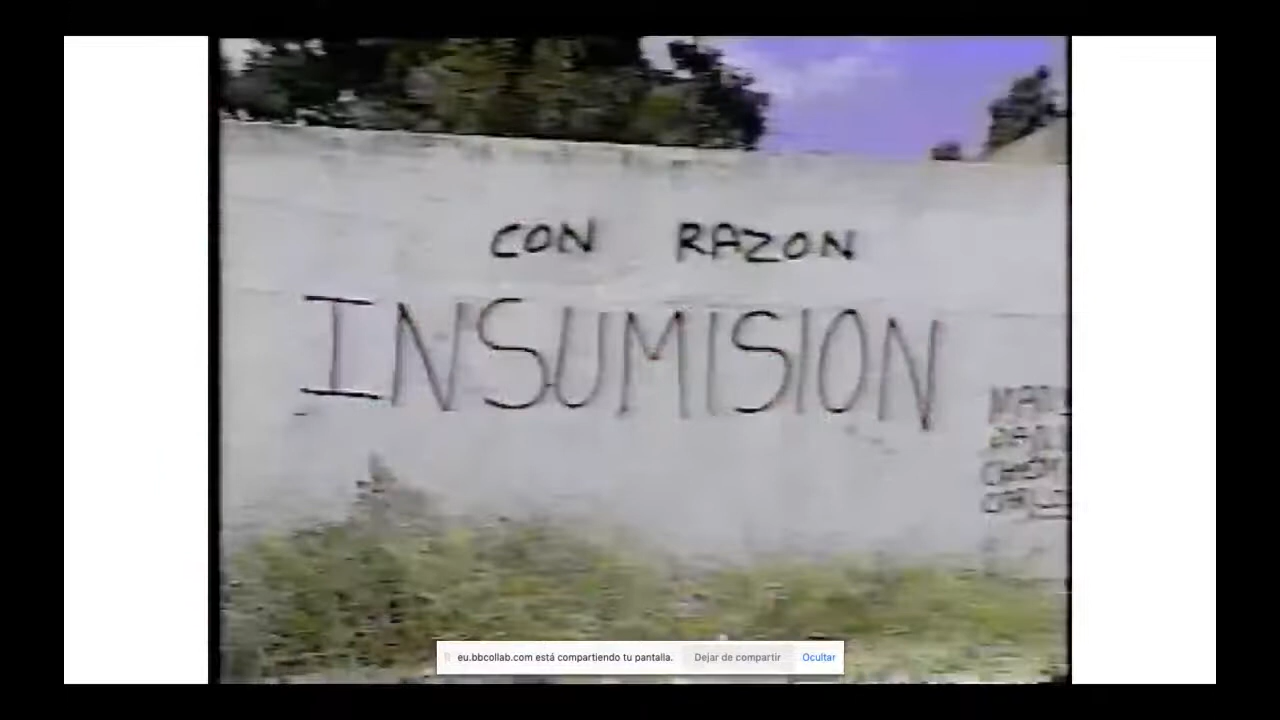 CON RAZON
INSUMISION
eu.bbcollab.com está compartiendo tu pantalla. Dejar de compartir Ocultar